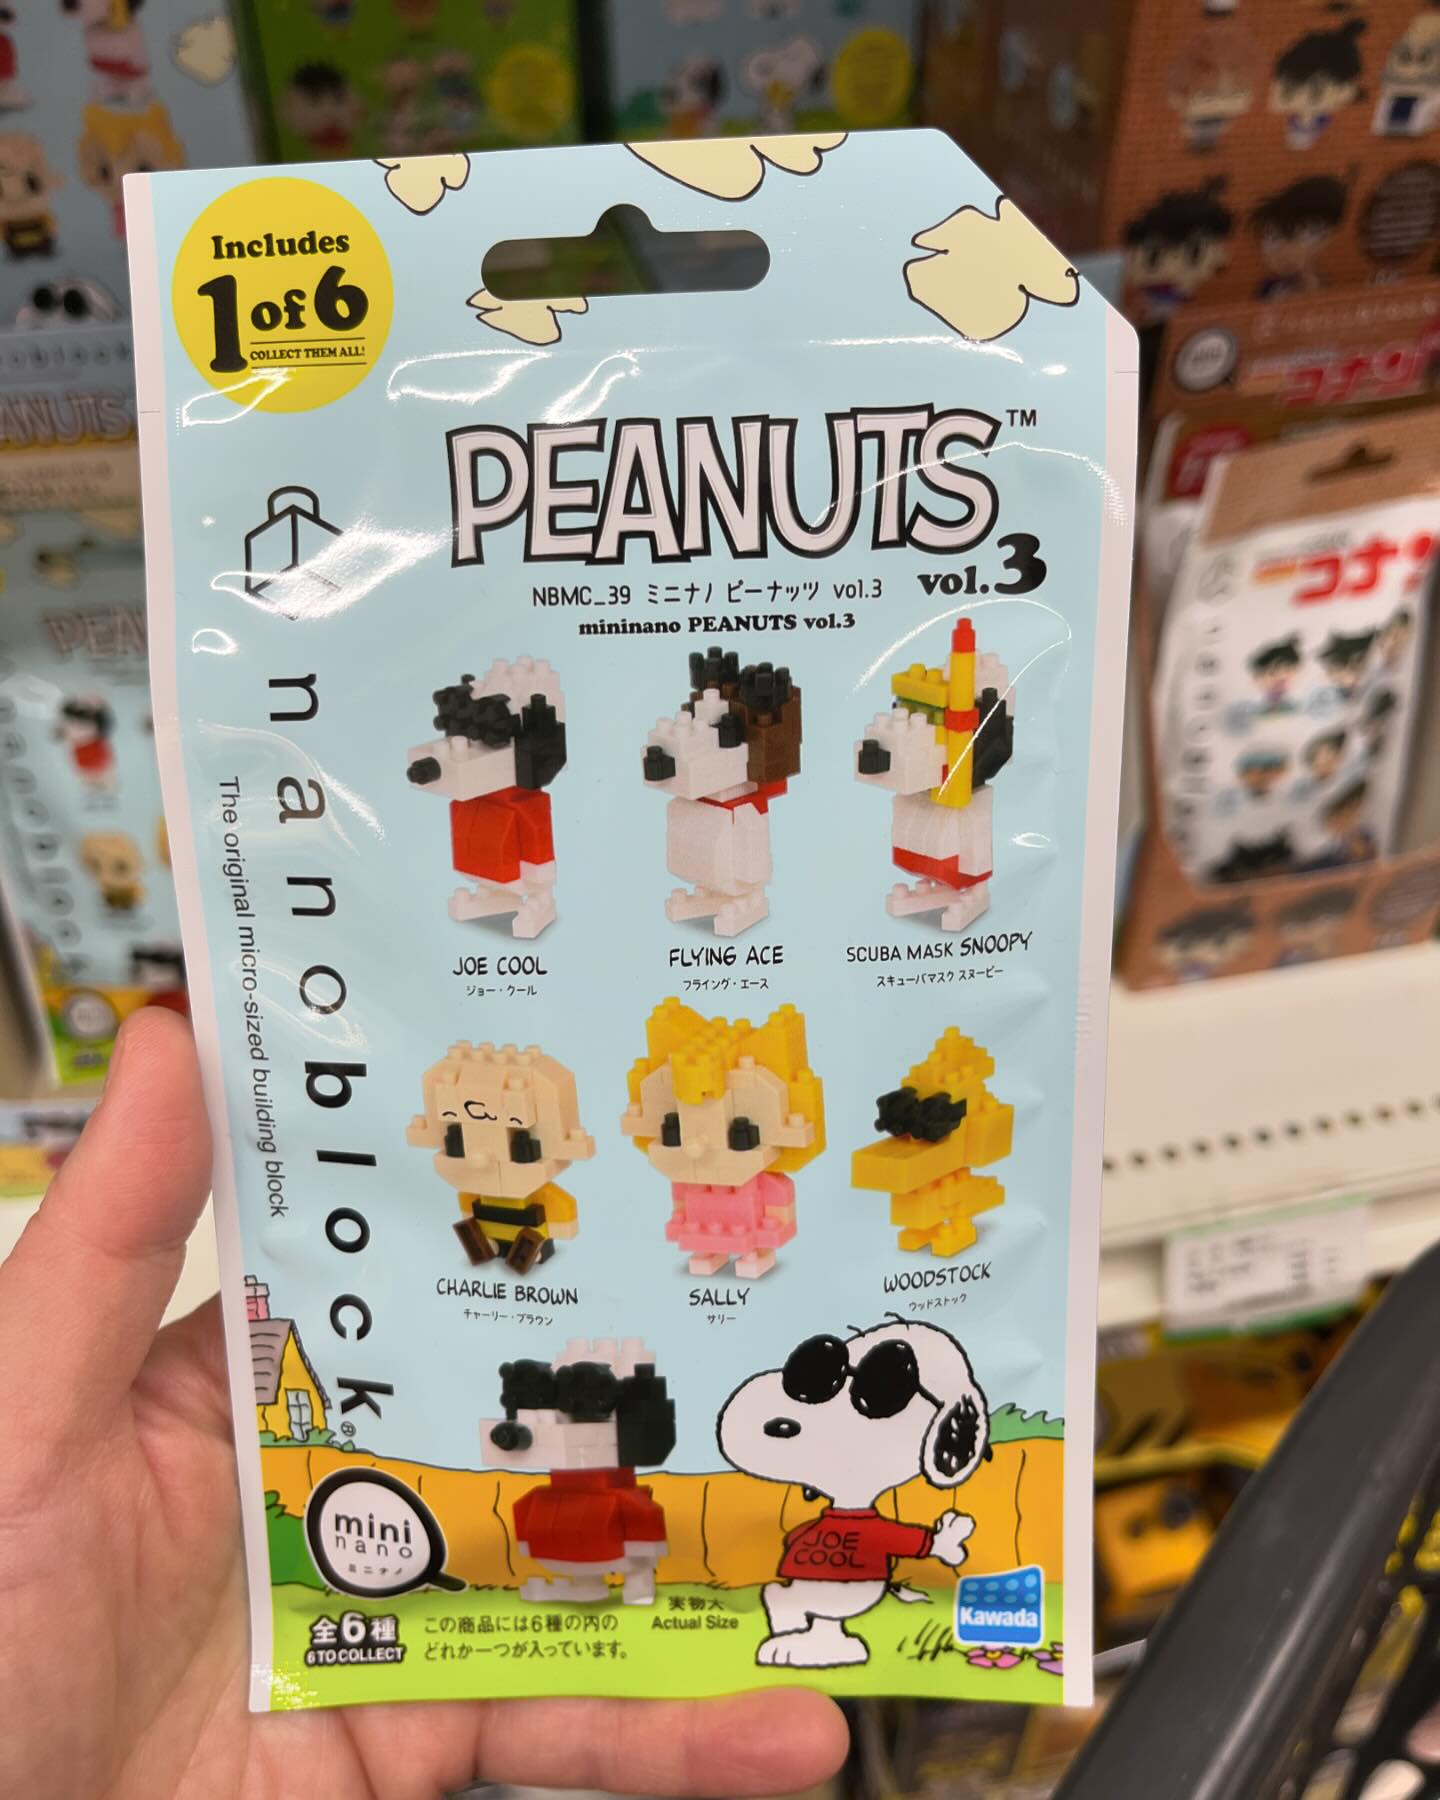 Includes
1 of 6
COLLECT THEM ALL!
PEANUTS™
vol.3
NBMC_39 ミニナノ ピーナッツ vol.3
mininano PEANUTS vol.3
nanoblock®
The original micro-sized building block
JOE COOL
ジョー・クール
FLYING ACE
フライング・エース
SCUBA MASK SNOOPY
スキューバマスク スヌーピー
CHARLIE BROWN
チャーリー・ブラウン
SALLY
サリー
WOODSTOCK
ウッドストック
JOE
COOL
mini
nano
ミニナノ
全6種
6 TO COLLECT
この商品には6種の内の
どれか一つが入っています。
実物大
Actual Size
Kawada
PEANUTS
コナン